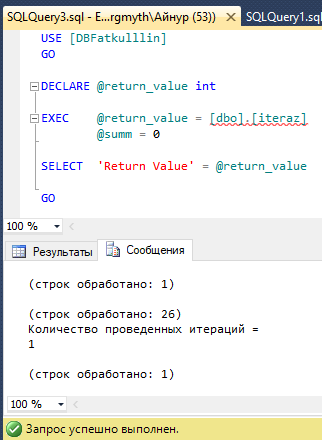 SQLQuery3.sql - E...rgmyth\Айнур (53))
SQLQuery1.sq
USE [DBFatkulllin]
GO
DECLARE @return_value int
EXEC @return_value = [dbo].[iteraz]
@summ = 0
SELECT 'Return Value' = @return_value
GO
100 %
Результаты
Сообщения
(строк обработано: 1)
(строк обработано: 26)
Количество проведенных итераций =
1
(строк обработано: 1)
100 %
Запрос успешно выполнен.